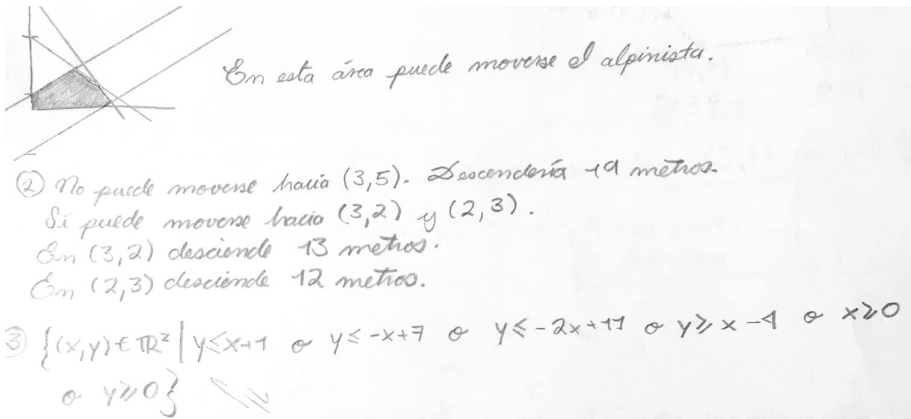 En esta área puede moverse el alpinista.
② No puede moverse hacia (3,5). Descendería 19 metros.
Sí puede moverse hacia (3,2) y (2,3).
En (3,2) desciende 13 metros.
En (2,3) desciende 12 metros.
③ {(x,y) ∈ ℝ² | y ≤ x+1 o y ≤ -x+7 o y ≤ -2x+11 o y ≥ x-4 o x ≥ 0
o y ≥ 0}